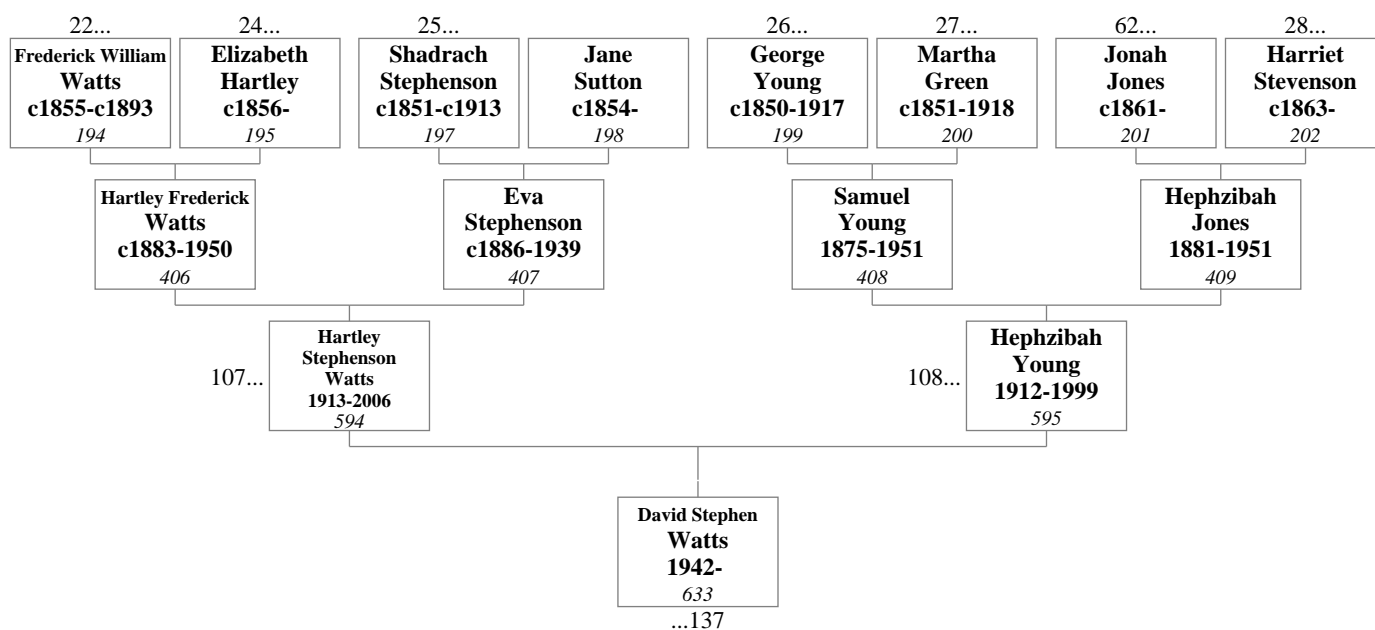 22...
24...
25...
26...
27...
62...
28...
Frederick William
Watts
c1855-c1893
194
Elizabeth
Hartley
c1856-
195
Shadrach
Stephenson
c1851-c1913
197
Jane
Sutton
c1854-
198
George
Young
c1850-1917
199
Martha
Green
c1851-1918
200
Jonah
Jones
c1861-
201
Harriet
Stevenson
c1863-
202
Hartley Frederick
Watts
c1883-1950
406
Eva
Stephenson
c1886-1939
407
Samuel
Young
1875-1951
408
Hephzibah
Jones
1881-1951
409
107...
Hartley
Stephenson
Watts
1913-2006
594
108...
Hephzibah
Young
1912-1999
595
David Stephen
Watts
1942-
633
...137